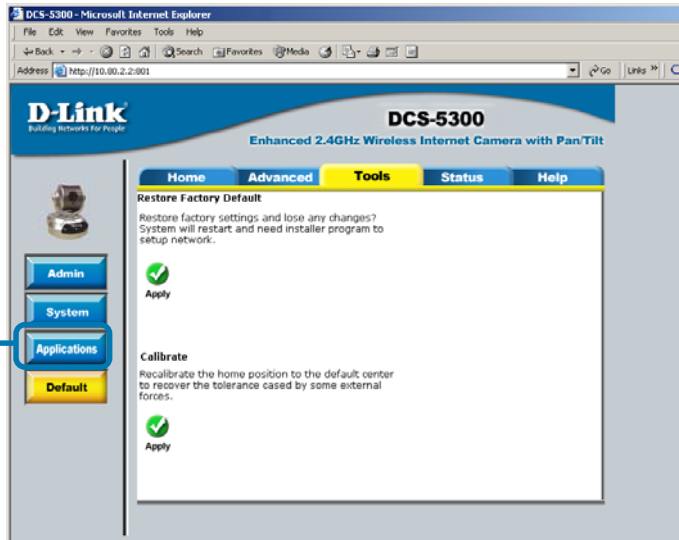 DCS-5300 - Microsoft Internet Explorer
File Edit View Favorites Tools Help
Back Search Favorites Media
Address http://10.80.2.2:801 Go Links »
D-Link
Building Networks for People
DCS-5300
Enhanced 2.4GHz Wireless Internet Camera with Pan/Tilt
Home Advanced Tools Status Help
Restore Factory Default
Restore factory settings and lose any changes?
System will restart and need installer program to
setup network.
Apply
Admin
System
Applications
Default
Calibrate
Recalibrate the home position to the default center
to recover the tolerance cased by some external
forces.
Apply